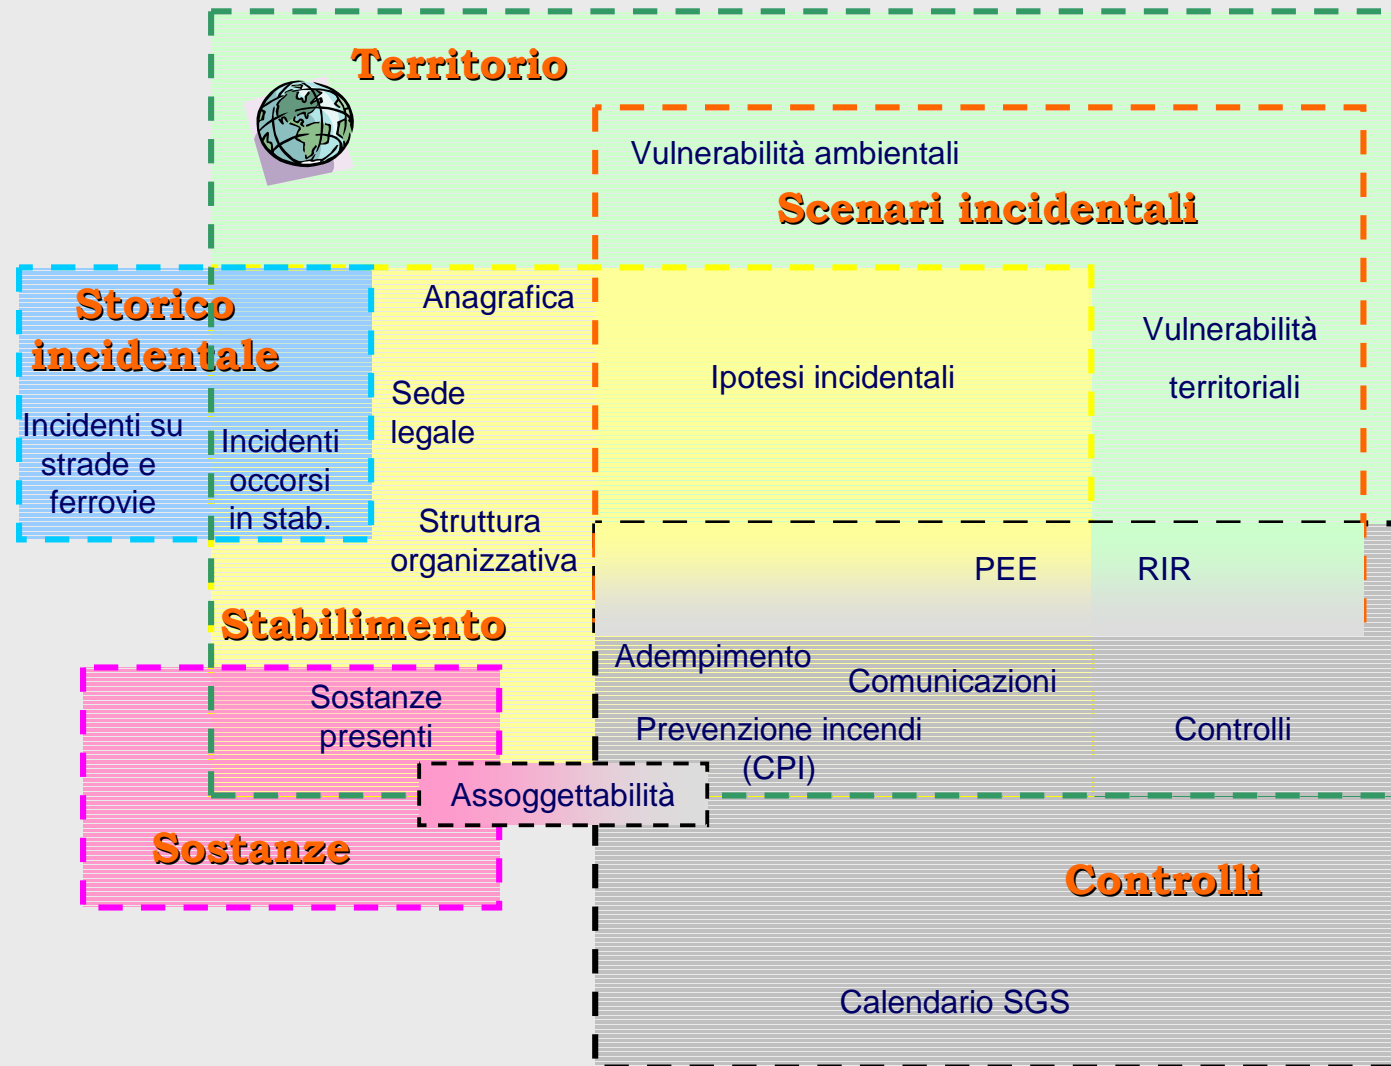 Territorio
Vulnerabilità ambientali
Scenari incidentali
Storico
incidentale
Incidenti su
strade e
ferrovie
Incidenti
occorsi
in stab.
Anagrafica
Sede
legale
Struttura
organizzativa
Ipotesi incidentali
Vulnerabilità
territoriali
PEE
RIR
Stabilimento
Adempimento
Comunicazioni
Sostanze
presenti
Prevenzione incendi
(CPI)
Controlli
Assoggettabilità
Sostanze
Controlli
Calendario SGS